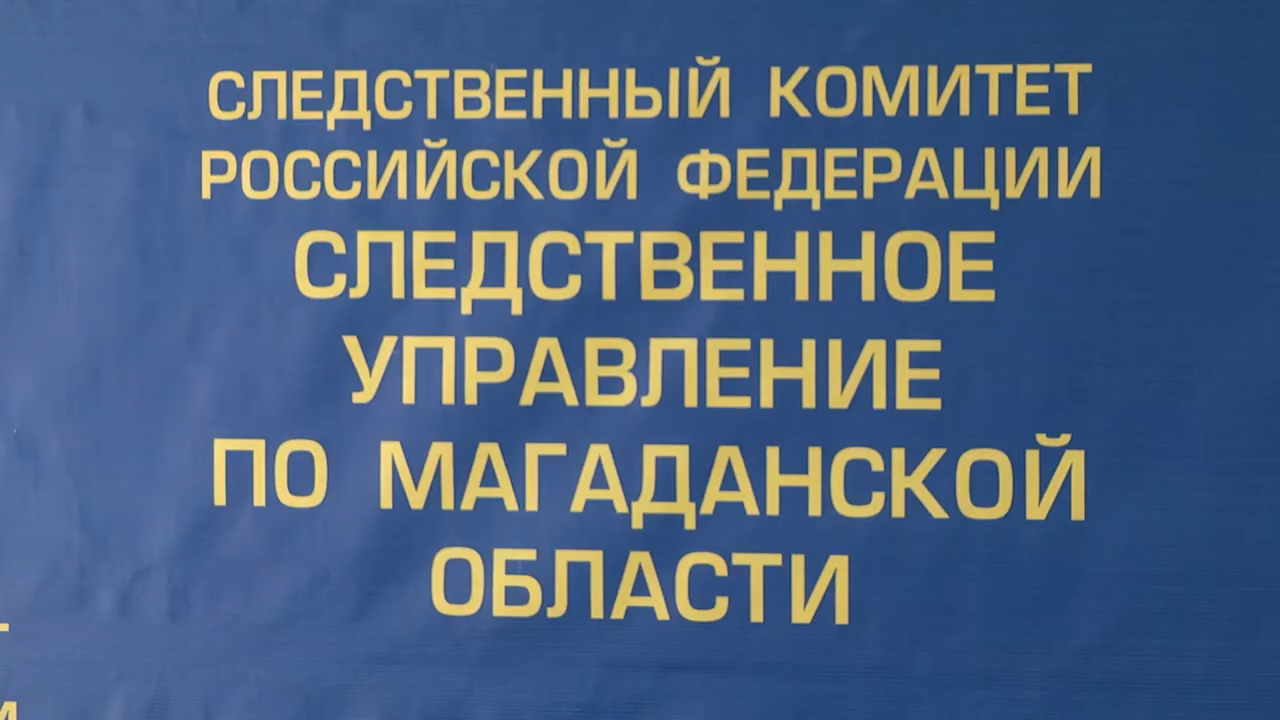 СЛЕДСТВЕННЫЙ КОМИТЕТ
РОССИЙСКОЙ ФЕДЕРАЦИИ
СЛЕДСТВЕННОЕ
УПРАВЛЕНИЕ
ПО МАГАДАНСКОЙ
ОБЛАСТИ